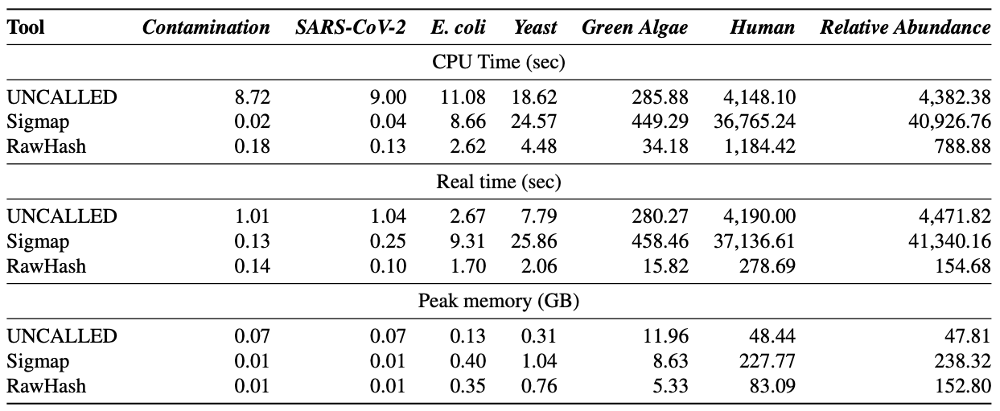 Tool Contamination SARS-CoV-2 E. coli Yeast Green Algae Human Relative Abundance
CPU Time (sec)
UNCALLED 8.72 9.00 11.08 18.62 285.88 4,148.10 4,382.38
Sigmap 0.02 0.04 8.66 24.57 449.29 36,765.24 40,926.76
RawHash 0.18 0.13 2.62 4.48 34.18 1,184.42 788.88
Real time (sec)
UNCALLED 1.01 1.04 2.67 7.79 280.27 4,190.00 4,471.82
Sigmap 0.13 0.25 9.31 25.86 458.46 37,136.61 41,340.16
RawHash 0.14 0.10 1.70 2.06 15.82 278.69 154.68
Peak memory (GB)
UNCALLED 0.07 0.07 0.13 0.31 11.96 48.44 47.81
Sigmap 0.01 0.01 0.40 1.04 8.63 227.77 238.32
RawHash 0.01 0.01 0.35 0.76 5.33 83.09 152.80